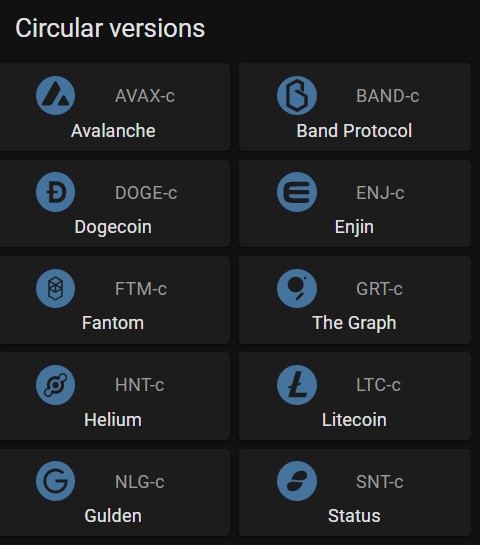 Circular versions
AVAX-c
Avalanche
BAND-c
Band Protocol
DOGE-c
Dogecoin
ENJ-c
Enjin
FTM-c
Fantom
GRT-c
The Graph
HNT-c
Helium
LTC-c
Litecoin
NLG-c
Gulden
SNT-c
Status